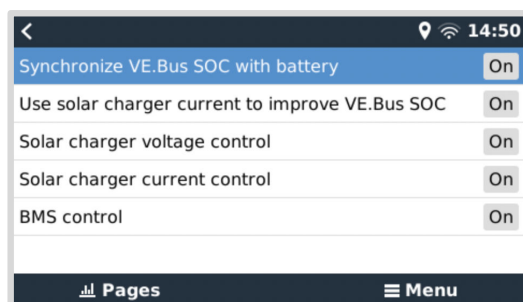 14:50
Synchronize VE.Bus SOC with battery On
Use solar charger current to improve VE.Bus SOC On
Solar charger voltage control On
Solar charger current control On
BMS control On
Pages Menu